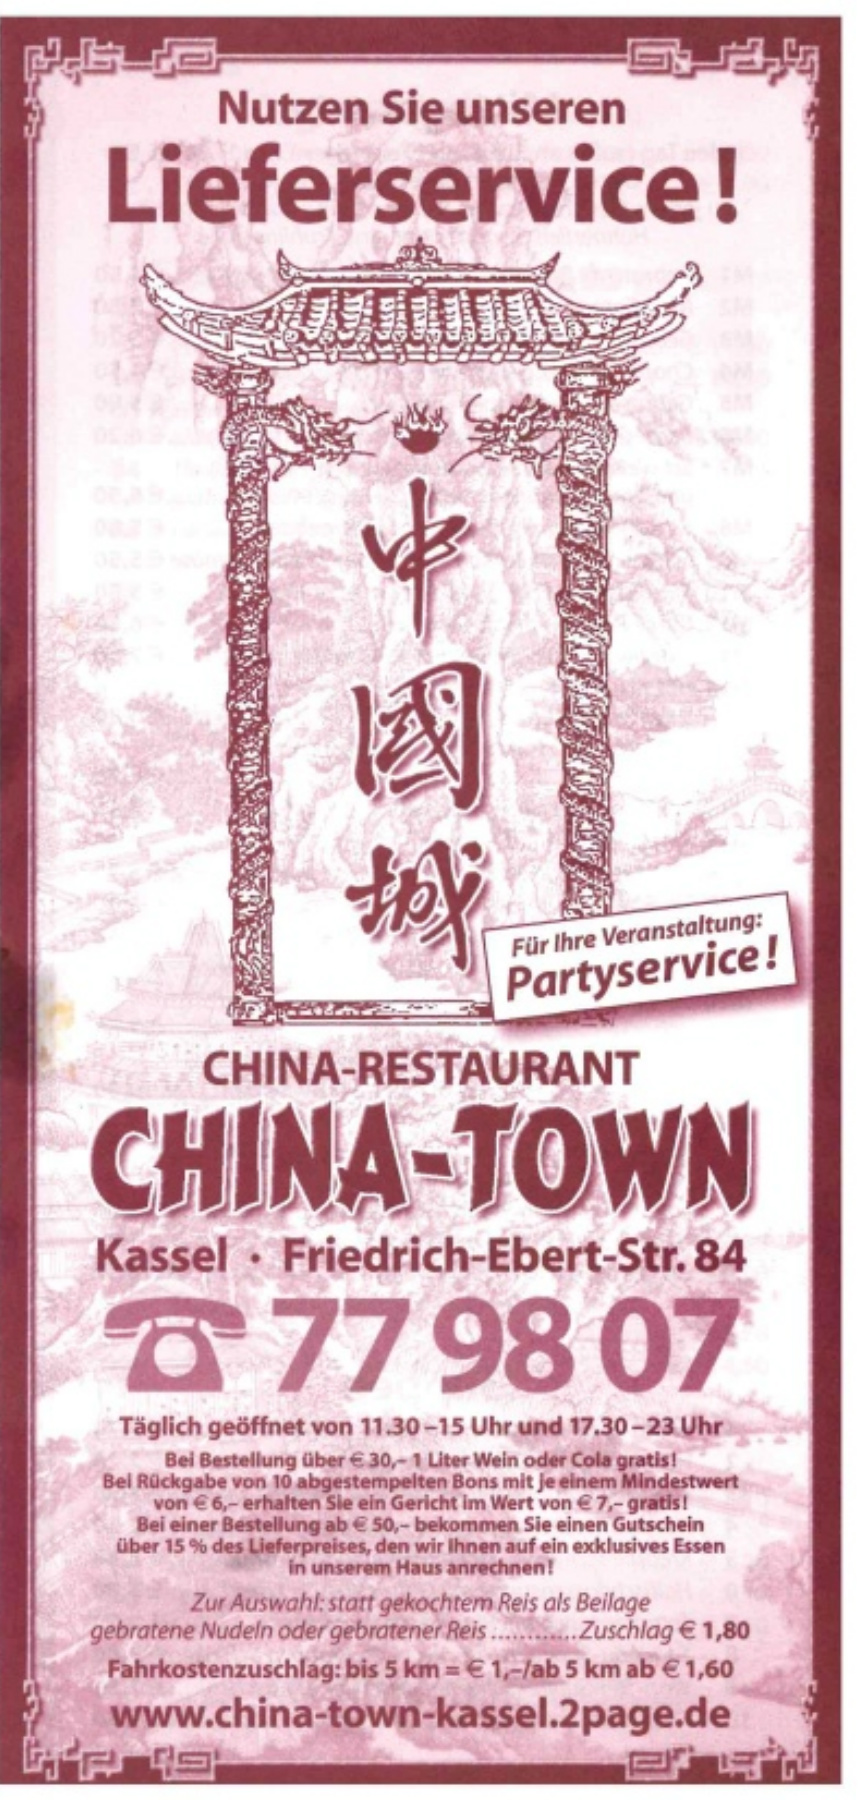 Nutzen Sie unseren
Lieferservice!
中
國
城
Für Ihre Veranstaltung:
Partyservice!
CHINA-RESTAURANT
CHINA-TOWN
Kassel · Friedrich-Ebert-Str. 84
☎ 77 98 07
Täglich geöffnet von 11.30–15 Uhr und 17.30–23 Uhr
Bei Bestellung über € 30,– 1 Liter Wein oder Cola gratis!
Bei Rückgabe von 10 abgestempelten Bons mit je einem Mindestwert
von € 6,– erhalten Sie ein Gericht im Wert von € 7,– gratis!
Bei einer Bestellung ab € 50,– bekommen Sie einen Gutschein
über 15 % des Lieferpreises, den wir Ihnen auf ein exklusives Essen
in unserem Haus anrechnen!
Zur Auswahl: statt gekochtem Reis als Beilage
gebratene Nudeln oder gebratener Reis ............Zuschlag € 1,80
Fahrkostenzuschlag: bis 5 km = € 1,–/ab 5 km ab € 1,60
www.china-town-kassel.2page.de